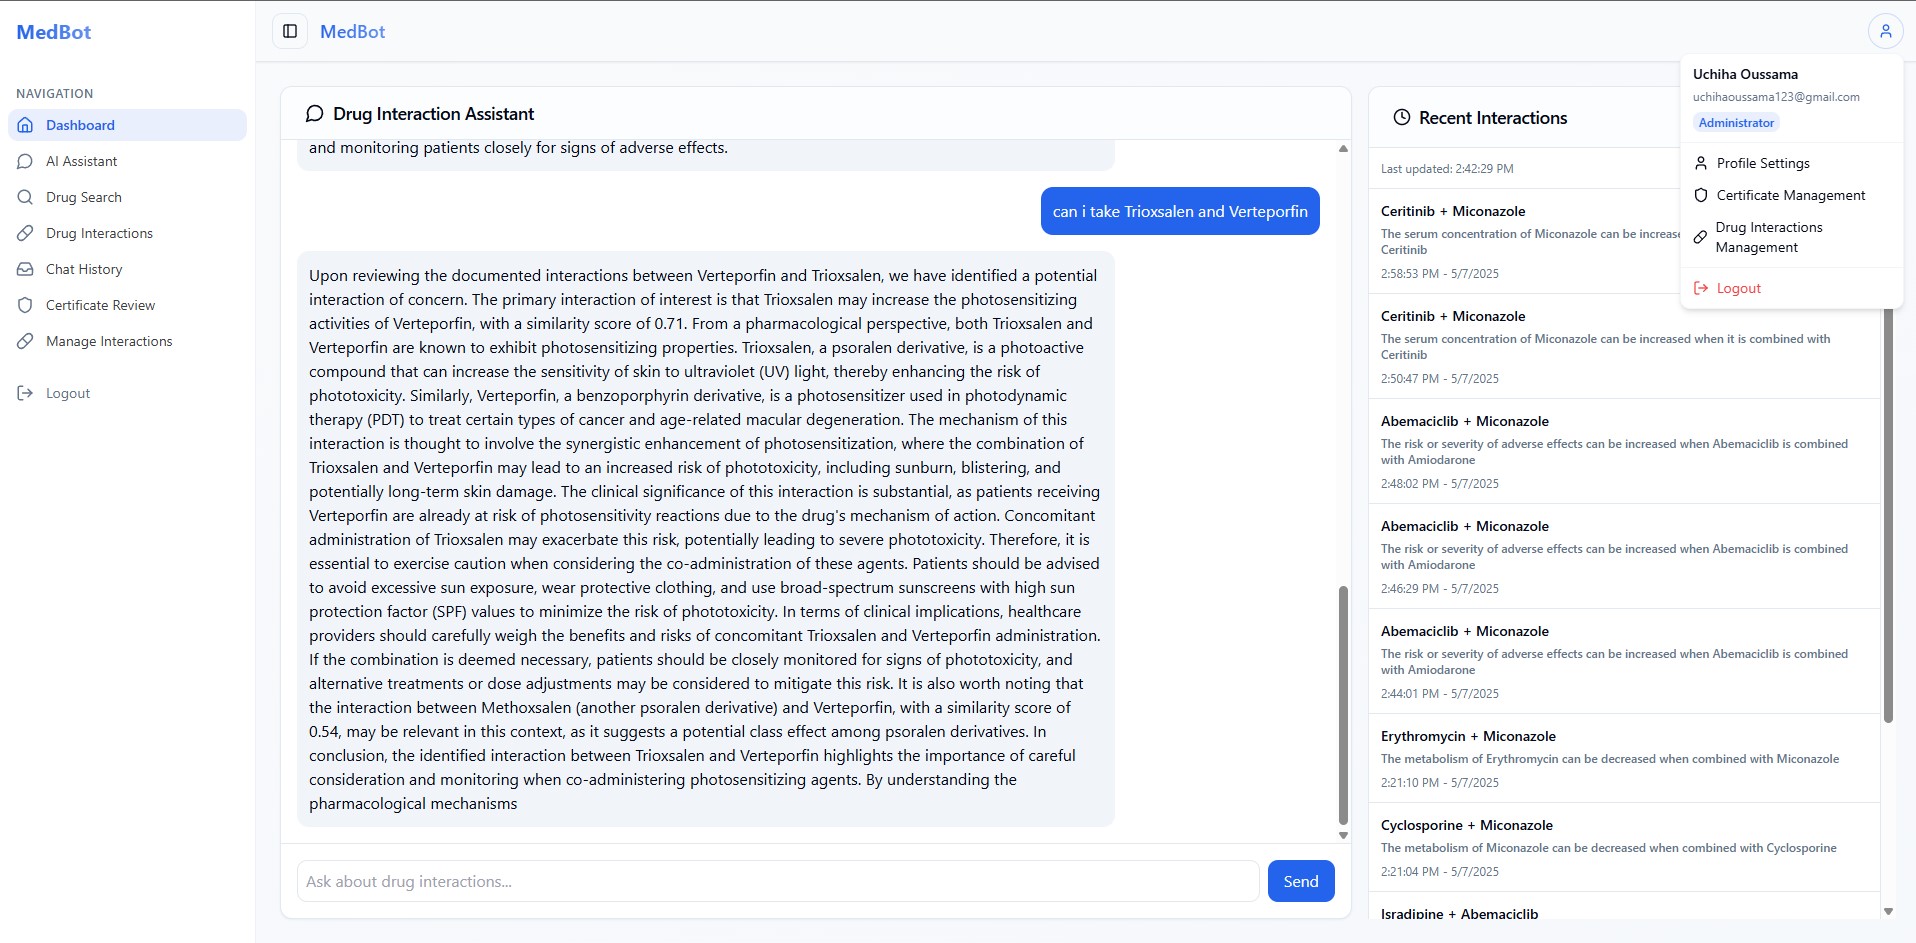 MedBot
NAVIGATION
Dashboard
AI Assistant
Drug Search
Drug Interactions
Chat History
Certificate Review
Manage Interactions
Logout
MedBot
Drug Interaction Assistant
and monitoring patients closely for signs of adverse effects.
can i take Trioxsalen and Verteporfin
Upon reviewing the documented interactions between Verteporfin and Trioxsalen, we have identified a potential
interaction of concern. The primary interaction of interest is that Trioxsalen may increase the photosensitizing
activities of Verteporfin, with a similarity score of 0.71. From a pharmacological perspective, both Trioxsalen and
Verteporfin are known to exhibit photosensitizing properties. Trioxsalen, a psoralen derivative, is a photoactive
compound that can increase the sensitivity of skin to ultraviolet (UV) light, thereby enhancing the risk of
phototoxicity. Similarly, Verteporfin, a benzoporphyrin derivative, is a photosensitizer used in photodynamic
therapy (PDT) to treat certain types of cancer and age-related macular degeneration. The mechanism of this
interaction is thought to involve the synergistic enhancement of photosensitization, where the combination of
Trioxsalen and Verteporfin may lead to an increased risk of phototoxicity, including sunburn, blistering, and
potentially long-term skin damage. The clinical significance of this interaction is substantial, as patients receiving
Verteporfin are already at risk of photosensitivity reactions due to the drug's mechanism of action. Concomitant
administration of Trioxsalen may exacerbate this risk, potentially leading to severe phototoxicity. Therefore, it is
essential to exercise caution when considering the co-administration of these agents. Patients should be advised
to avoid excessive sun exposure, wear protective clothing, and use broad-spectrum sunscreens with high sun
protection factor (SPF) values to minimize the risk of phototoxicity. In terms of clinical implications, healthcare
providers should carefully weigh the benefits and risks of concomitant Trioxsalen and Verteporfin administration.
If the combination is deemed necessary, patients should be closely monitored for signs of phototoxicity, and
alternative treatments or dose adjustments may be considered to mitigate this risk. It is also worth noting that
the interaction between Methoxsalen (another psoralen derivative) and Verteporfin, with a similarity score of
0.54, may be relevant in this context, as it suggests a potential class effect among psoralen derivatives. In
conclusion, the identified interaction between Trioxsalen and Verteporfin highlights the importance of careful
consideration and monitoring when co-administering photosensitizing agents. By understanding the
pharmacological mechanisms
Ask about drug interactions...
Send
Recent Interactions
Last updated: 2:42:29 PM
Ceritinib + Miconazole
The serum concentration of Miconazole can be increase
Ceritinib
2:58:53 PM - 5/7/2025
Ceritinib + Miconazole
The serum concentration of Miconazole can be increased when it is combined with
Ceritinib
2:50:47 PM - 5/7/2025
Abemaciclib + Miconazole
The risk or severity of adverse effects can be increased when Abemaciclib is combined
with Amiodarone
2:48:02 PM - 5/7/2025
Abemaciclib + Miconazole
The risk or severity of adverse effects can be increased when Abemaciclib is combined
with Amiodarone
2:46:29 PM - 5/7/2025
Abemaciclib + Miconazole
The risk or severity of adverse effects can be increased when Abemaciclib is combined
with Amiodarone
2:44:01 PM - 5/7/2025
Erythromycin + Miconazole
The metabolism of Erythromycin can be decreased when combined with Miconazole
2:21:10 PM - 5/7/2025
Cyclosporine + Miconazole
The metabolism of Miconazole can be decreased when combined with Cyclosporine
2:21:04 PM - 5/7/2025
Isradipine + Abemaciclib
Uchiha Oussama
uchihaoussama123@gmail.com
Administrator
Profile Settings
Certificate Management
Drug Interactions
Management
Logout